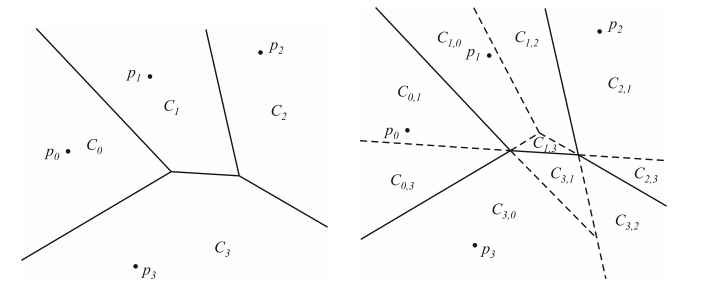 p0
C0
p1
C1
p2
C2
C3
p3
C1,0
p1
C1,2
p2
C0,1
C2,1
p0
C1,3
C0,3
C3,1
C2,3
C3,0
C3,2
p3